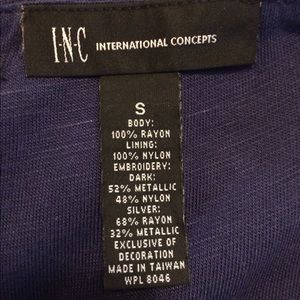 I·N·C INTERNATIONAL CONCEPTS
S
BODY:
100% RAYON
LINING:
100% NYLON
EMBROIDERY:
DARK:
52% METALLIC
48% NYLON
SILVER:
68% RAYON
32% METALLIC
EXCLUSIVE OF
DECORATION
MADE IN TAIWAN
WPL 8046